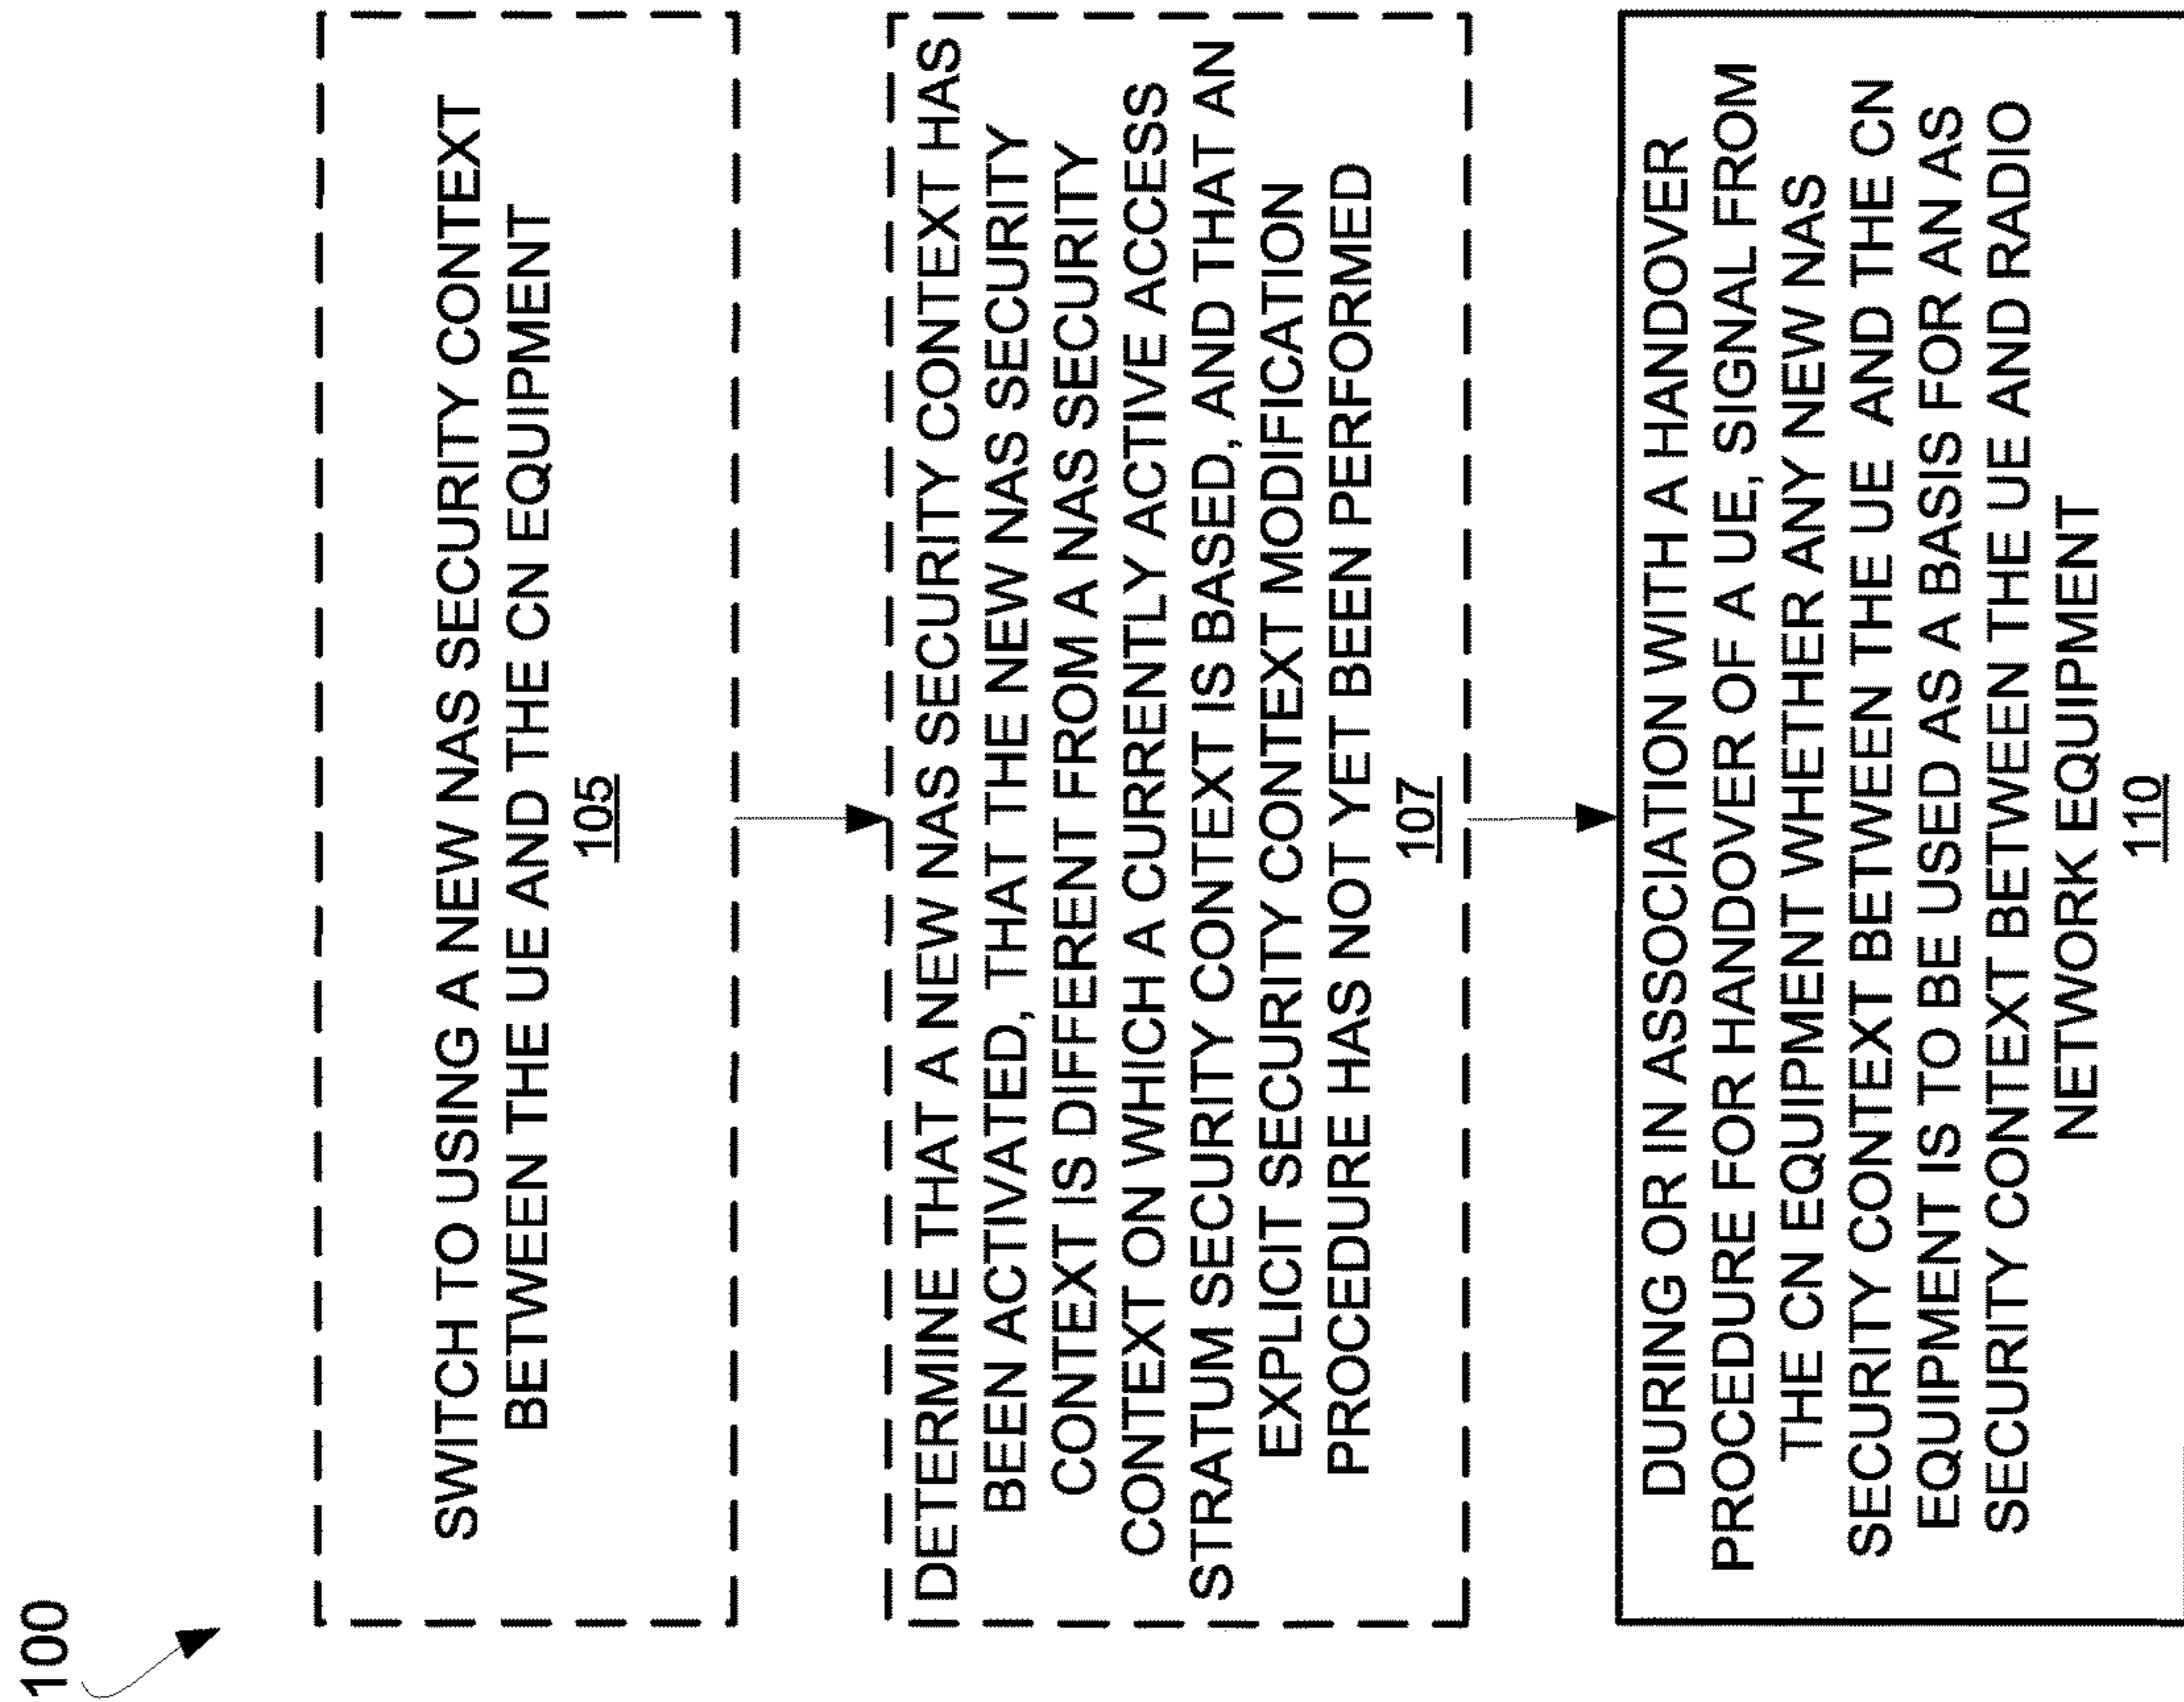 100
SWITCH TO USING A NEW NAS SECURITY CONTEXT
BETWEEN THE UE AND THE CN EQUIPMENT
105
DETERMINE THAT A NEW NAS SECURITY CONTEXT HAS
BEEN ACTIVATED, THAT THE NEW NAS SECURITY
CONTEXT IS DIFFERENT FROM A NAS SECURITY
CONTEXT ON WHICH A CURRENTLY ACTIVE ACCESS
STRATUM SECURITY CONTEXT IS BASED, AND THAT AN
EXPLICIT SECURITY CONTEXT MODIFICATION
PROCEDURE HAS NOT YET BEEN PERFORMED
107
DURING OR IN ASSOCIATION WITH A HANDOVER
PROCEDURE FOR HANDOVER OF A UE, SIGNAL FROM
THE CN EQUIPMENT WHETHER ANY NEW NAS
SECURITY CONTEXT BETWEEN THE UE AND THE CN
EQUIPMENT IS TO BE USED AS A BASIS FOR AN AS
SECURITY CONTEXT BETWEEN THE UE AND RADIO
NETWORK EQUIPMENT
110